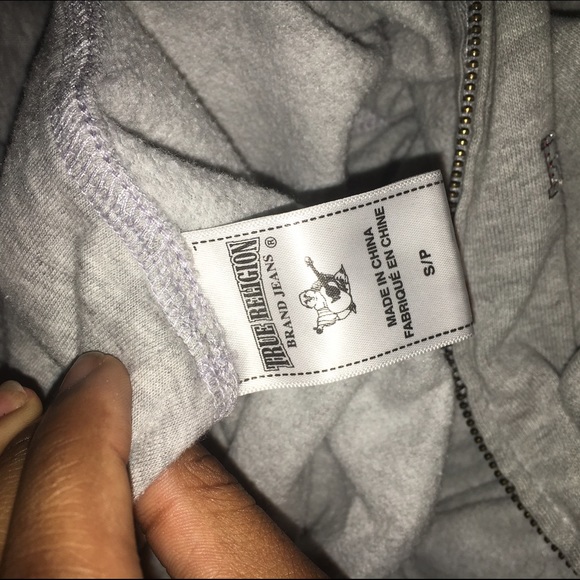 TRUE RELIGION
BRAND JEANS ®
MADE IN CHINA
FABRIQUÉ EN CHINE
S/P